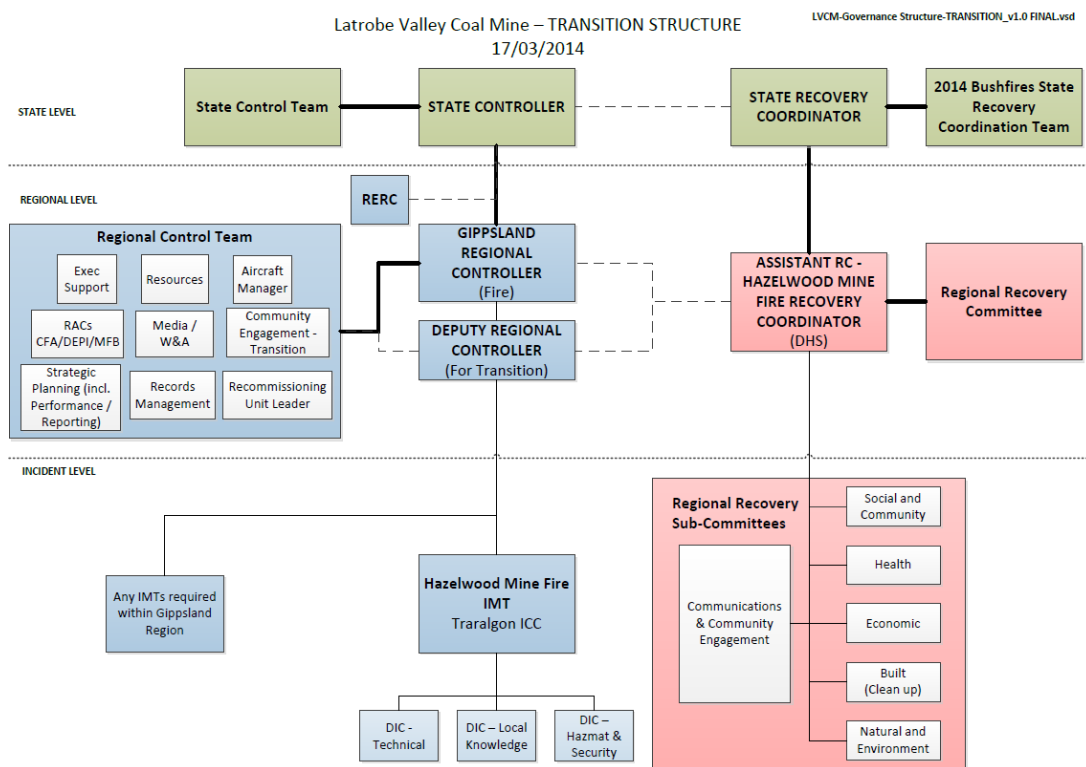 Latrobe Valley Coal Mine – TRANSITION STRUCTURE
17/03/2014
LVCM-Governance Structure-TRANSITION_v1.0 FINAL.vsd
STATE LEVEL
State Control Team
STATE CONTROLLER
STATE RECOVERY
COORDINATOR
2014 Bushfires State
Recovery
Coordination Team
REGIONAL LEVEL
RERC
Regional Control Team
Exec
Support
Resources
Aircraft
Manager
RACs
CFA/DEPI/MFB
Media /
W&A
Community
Engagement -
Transition
Strategic
Planning (incl.
Performance /
Reporting)
Records
Management
Recommissioning
Unit Leader
GIPPSLAND
REGIONAL
CONTROLLER
(Fire)
DEPUTY REGIONAL
CONTROLLER
(For Transition)
ASSISTANT RC -
HAZELWOOD MINE
FIRE RECOVERY
COORDINATOR
(DHS)
Regional Recovery
Committee
INCIDENT LEVEL
Any IMTs required
within Gippsland
Region
Hazelwood Mine Fire
IMT
Traralgon ICC
DIC -
Technical
DIC – Local
Knowledge
DIC –
Hazmat &
Security
Regional Recovery
Sub-Committees
Communications
& Community
Engagement
Social and
Community
Health
Economic
Built
(Clean up)
Natural and
Environment